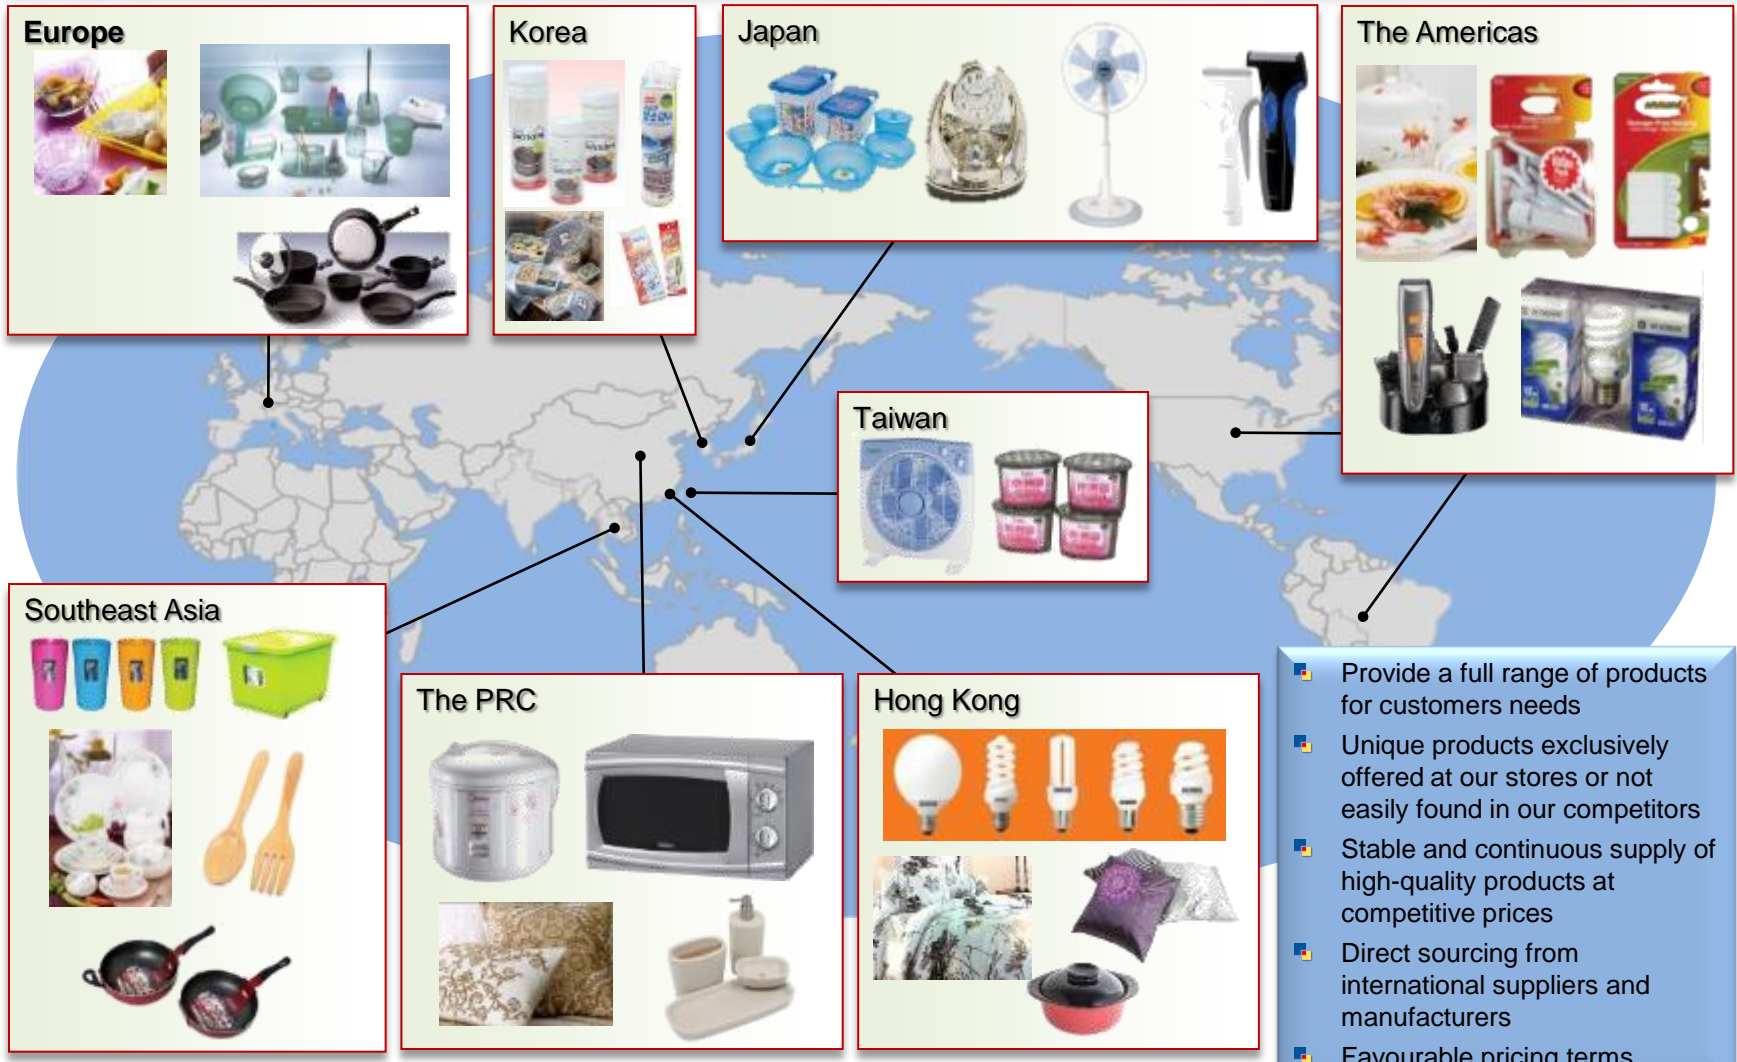 Europe
Korea
Japan
The Americas
Taiwan
Southeast Asia
The PRC
Hong Kong
Provide a full range of products
for customers needs
Unique products exclusively
offered at our stores or not
easily found in our competitors
Stable and continuous supply of
high-quality products at
competitive prices
Direct sourcing from
international suppliers and
manufacturers
Favourable pricing terms